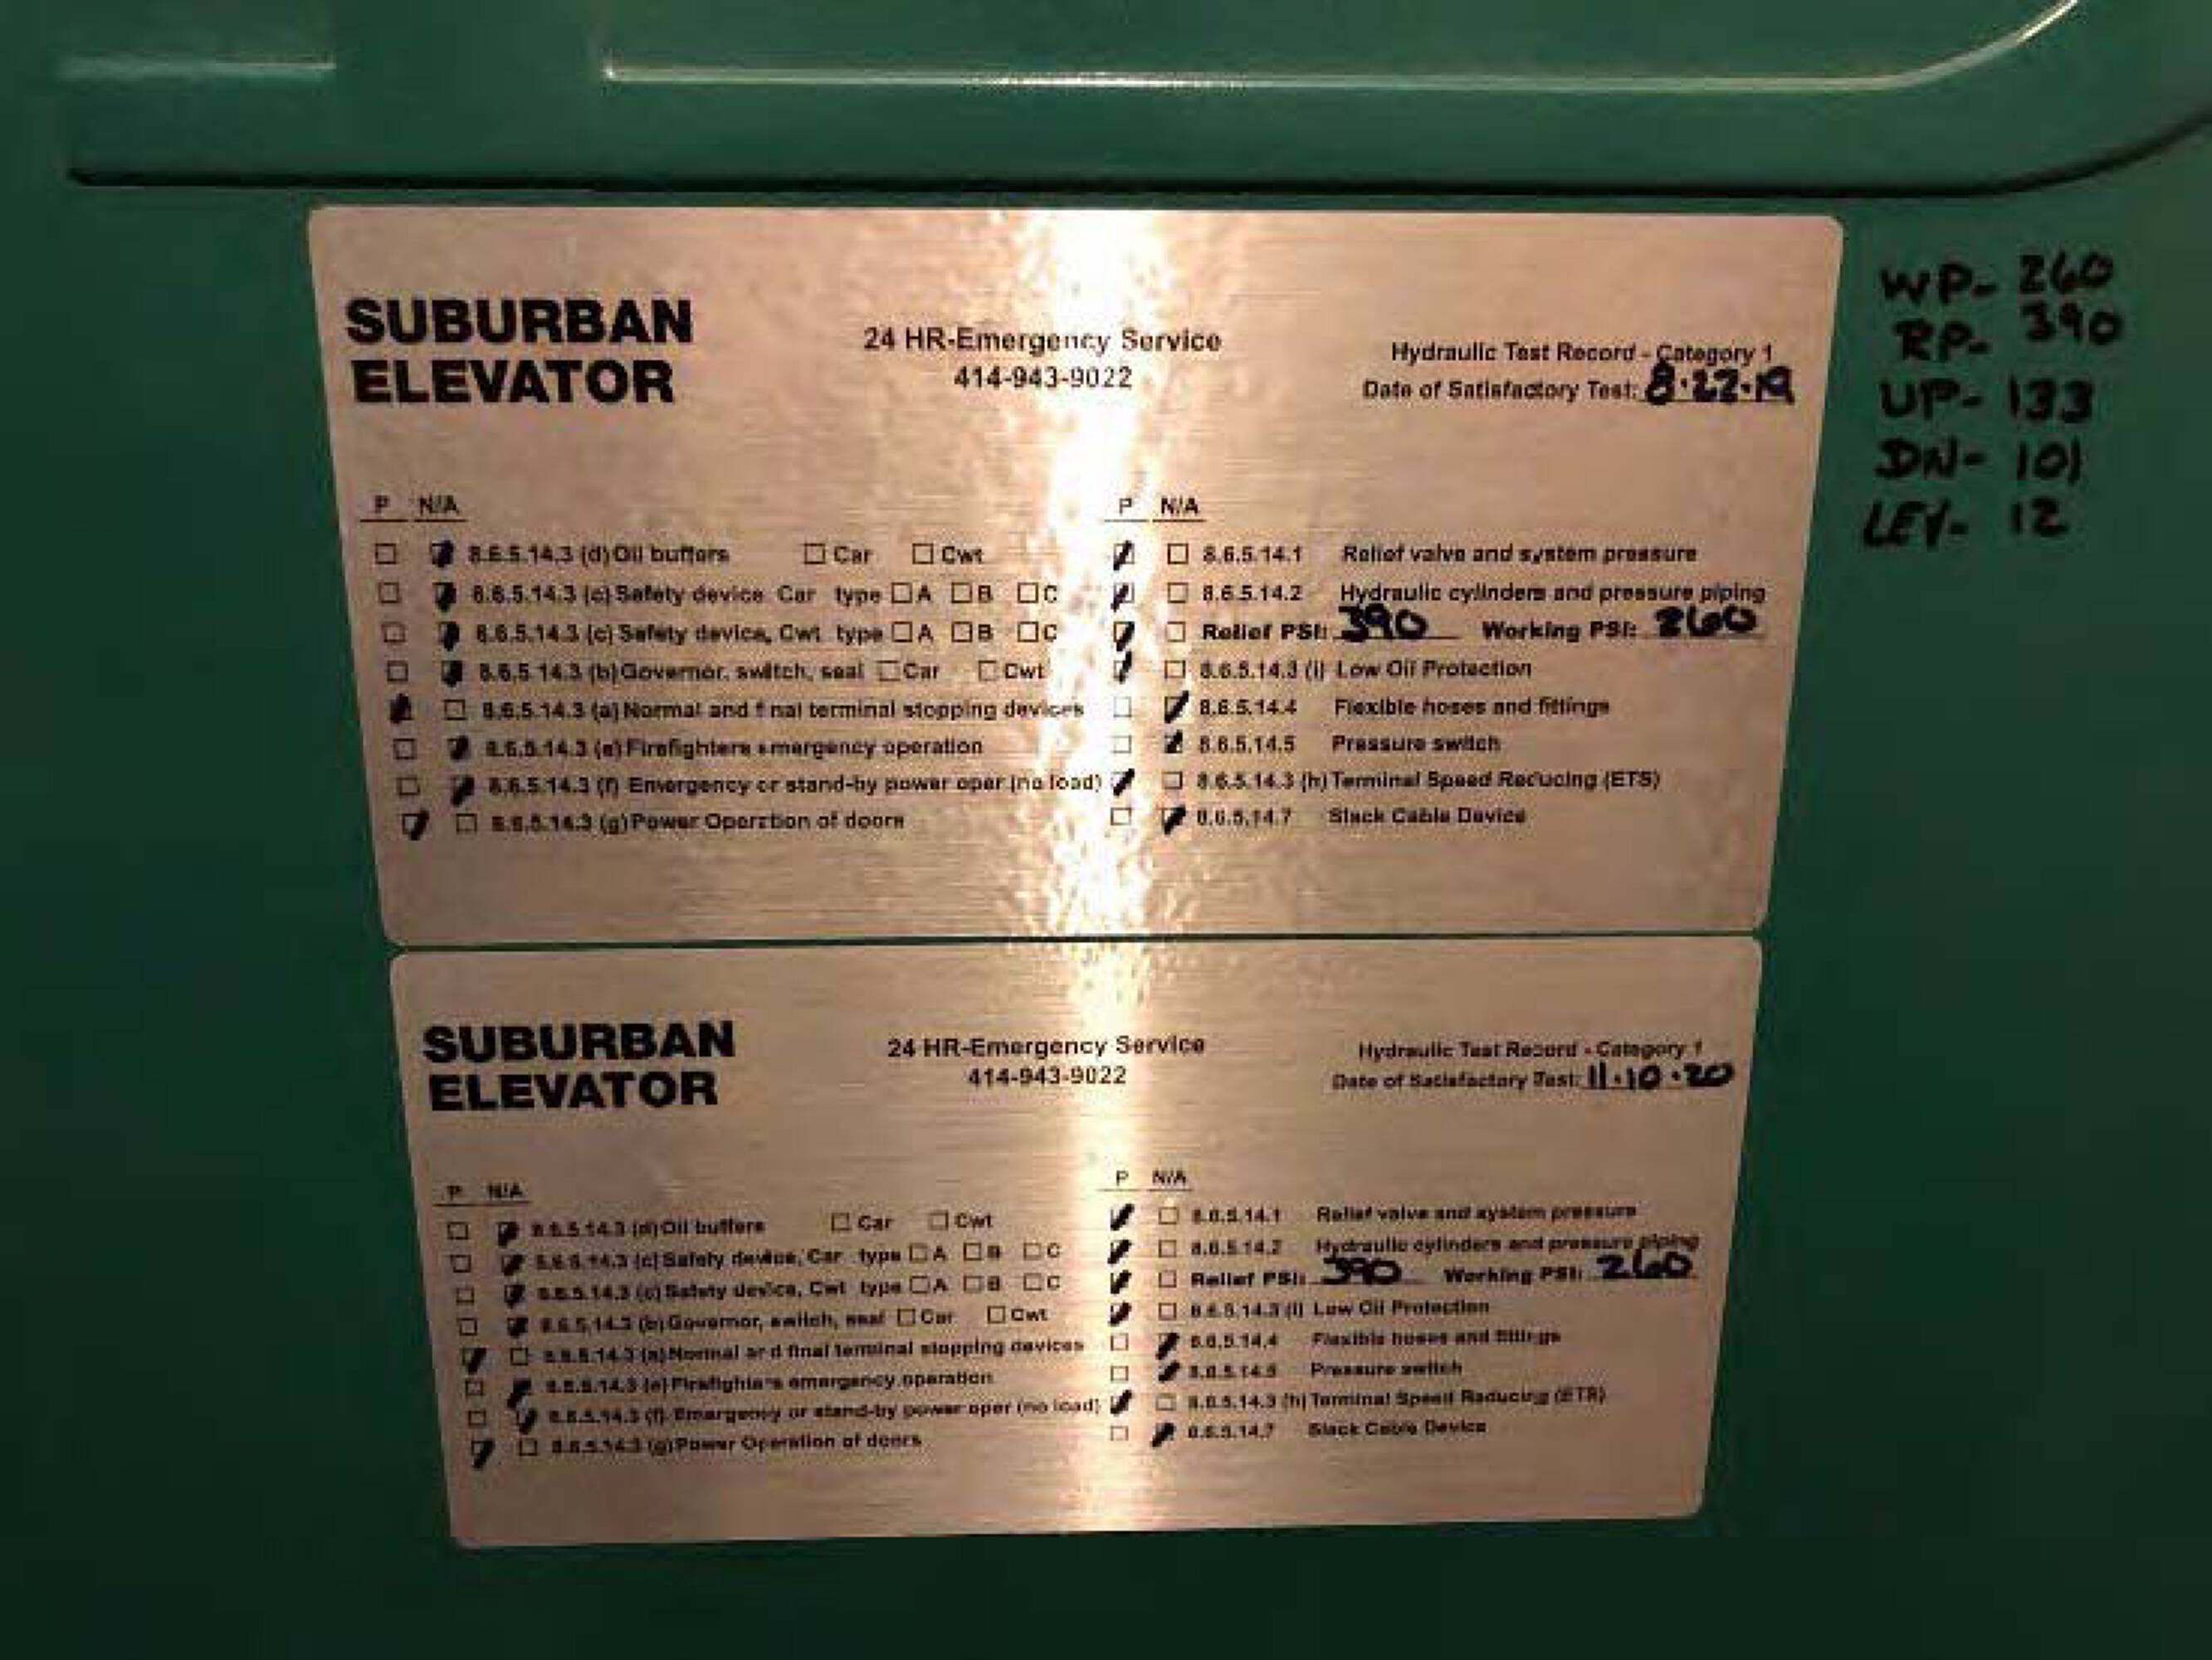 SUBURBAN
ELEVATOR
24 HR-Emergency Service
414-943-9022
Hydraulic Test Record - Category 1
Date of Satisfactory Test: 8.22.19
P N/A
8.6.5.14.3 (d) Oil buffers Car Cwt
8.6.5.14.3 (c) Safety device, Car type A B C
8.6.5.14.3 (c) Safety device, Cwt type A B C
8.6.5.14.3 (b) Governor, switch, seal Car Cwt
8.6.5.14.3 (a) Normal and final terminal stopping devices
8.6.5.14.3 (e) Firefighters emergency operation
8.6.5.14.3 (f) Emergency or stand-by power oper (no load)
8.6.5.14.3 (g) Power Operation of doors
P N/A
8.6.5.14.1 Relief valve and system pressure
8.6.5.14.2 Hydraulic cylinders and pressure piping
Relief PSI: 390 Working PSI: 260
8.6.5.14.3 (i) Low Oil Protection
8.6.5.14.4 Flexible hoses and fittings
8.6.5.14.5 Pressure switch
8.6.5.14.3 (h) Terminal Speed Reducing (ETS)
8.6.5.14.7 Slack Cable Device
WP- 260
RP- 390
UP- 133
DN- 101
LEV- 12
SUBURBAN
ELEVATOR
24 HR-Emergency Service
414-943-9022
Hydraulic Test Record - Category 1
Date of Satisfactory Test: 11.10.20
P N/A
8.6.5.14.3 (d) Oil buffers Car Cwt
8.6.5.14.3 (c) Safety device, Car type A B C
8.6.5.14.3 (c) Safety device, Cwt type A B C
8.6.5.14.3 (b) Governor, switch, seal Car Cwt
8.6.5.14.3 (a) Normal and final terminal stopping devices
8.6.5.14.3 (e) Firefighters emergency operation
8.6.5.14.3 (f) Emergency or stand-by power oper (no load)
8.6.5.14.3 (g) Power Operation of doors
P N/A
8.6.5.14.1 Relief valve and system pressure
8.6.5.14.2 Hydraulic cylinders and pressure piping
Relief PSI: 390 Working PSI: 260
8.6.5.14.3 (i) Low Oil Protection
8.6.5.14.4 Flexible hoses and fittings
8.6.5.14.5 Pressure switch
8.6.5.14.3 (h) Terminal Speed Reducing (ETS)
8.6.5.14.7 Slack Cable Device